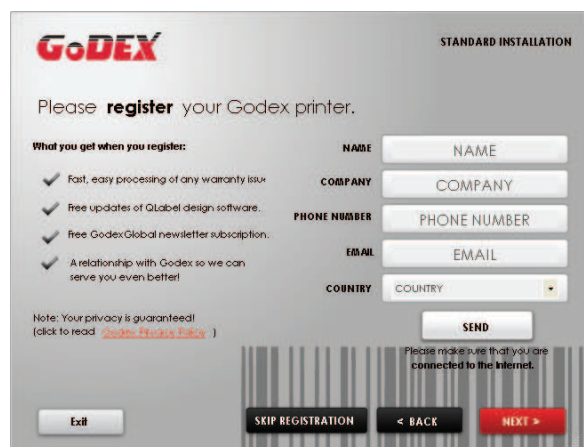 GoDEX
STANDARD INSTALLATION
Please register your Godex printer.
What you get when you register:
Fast, easy processing of any warranty issu
Free updates of QLabel design software.
Free GodexGlobal newsletter subscription.
A relationship with Godex so we can
serve you even better!
Note: Your privacy is guaranteed!
(click to read Godex Privacy Policy )
NAME NAME
COMPANY COMPANY
PHONE NUMBER PHONE NUMBER
EMAIL EMAIL
COUNTRY COUNTRY
SEND
Please make sure that you are
connected to the Internet.
Exit
SKIP REGISTRATION
< BACK
NEXT >